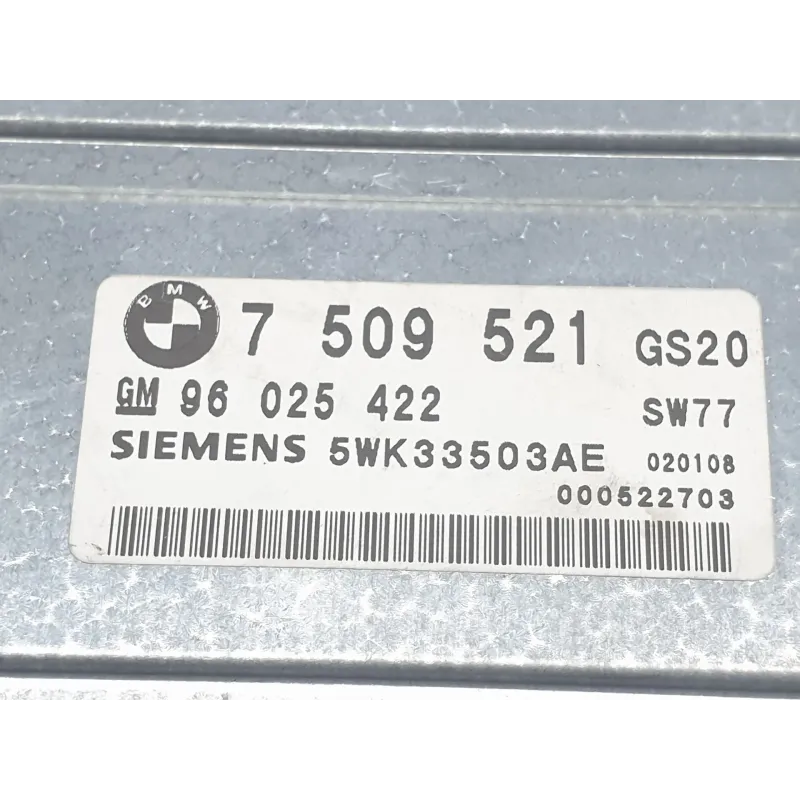 BMW 7 509 521 GS20
GM 96 025 422 SW77
SIEMENS 5WK33503AE 020108
000522703